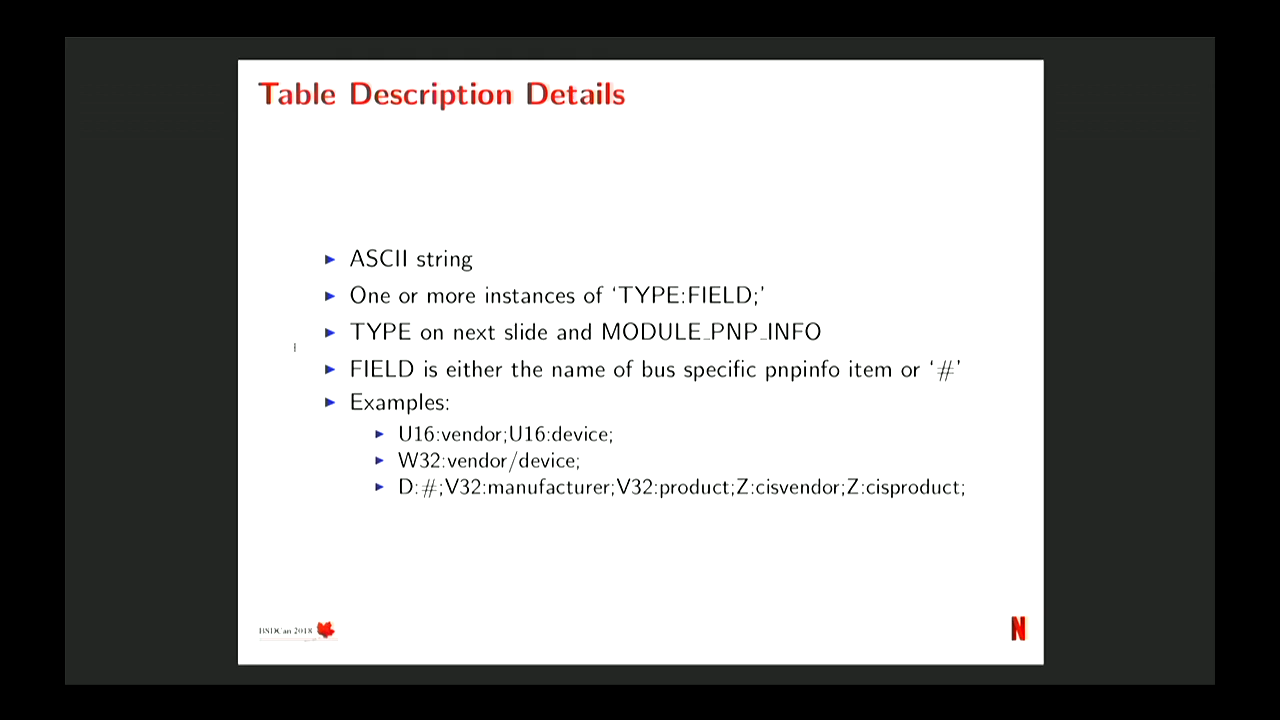 Table Description Details
► ASCII string
► One or more instances of ‘TYPE:FIELD;’
► TYPE on next slide and MODULE_PNP_INFO
► FIELD is either the name of bus specific pnpinfo item or ‘#’
► Examples:
► U16:vendor;U16:device;
► W32:vendor/device;
► D:#;V32:manufacturer;V32:product;Z:cisvendor;Z:cisproduct;
BSDCan 2018
N